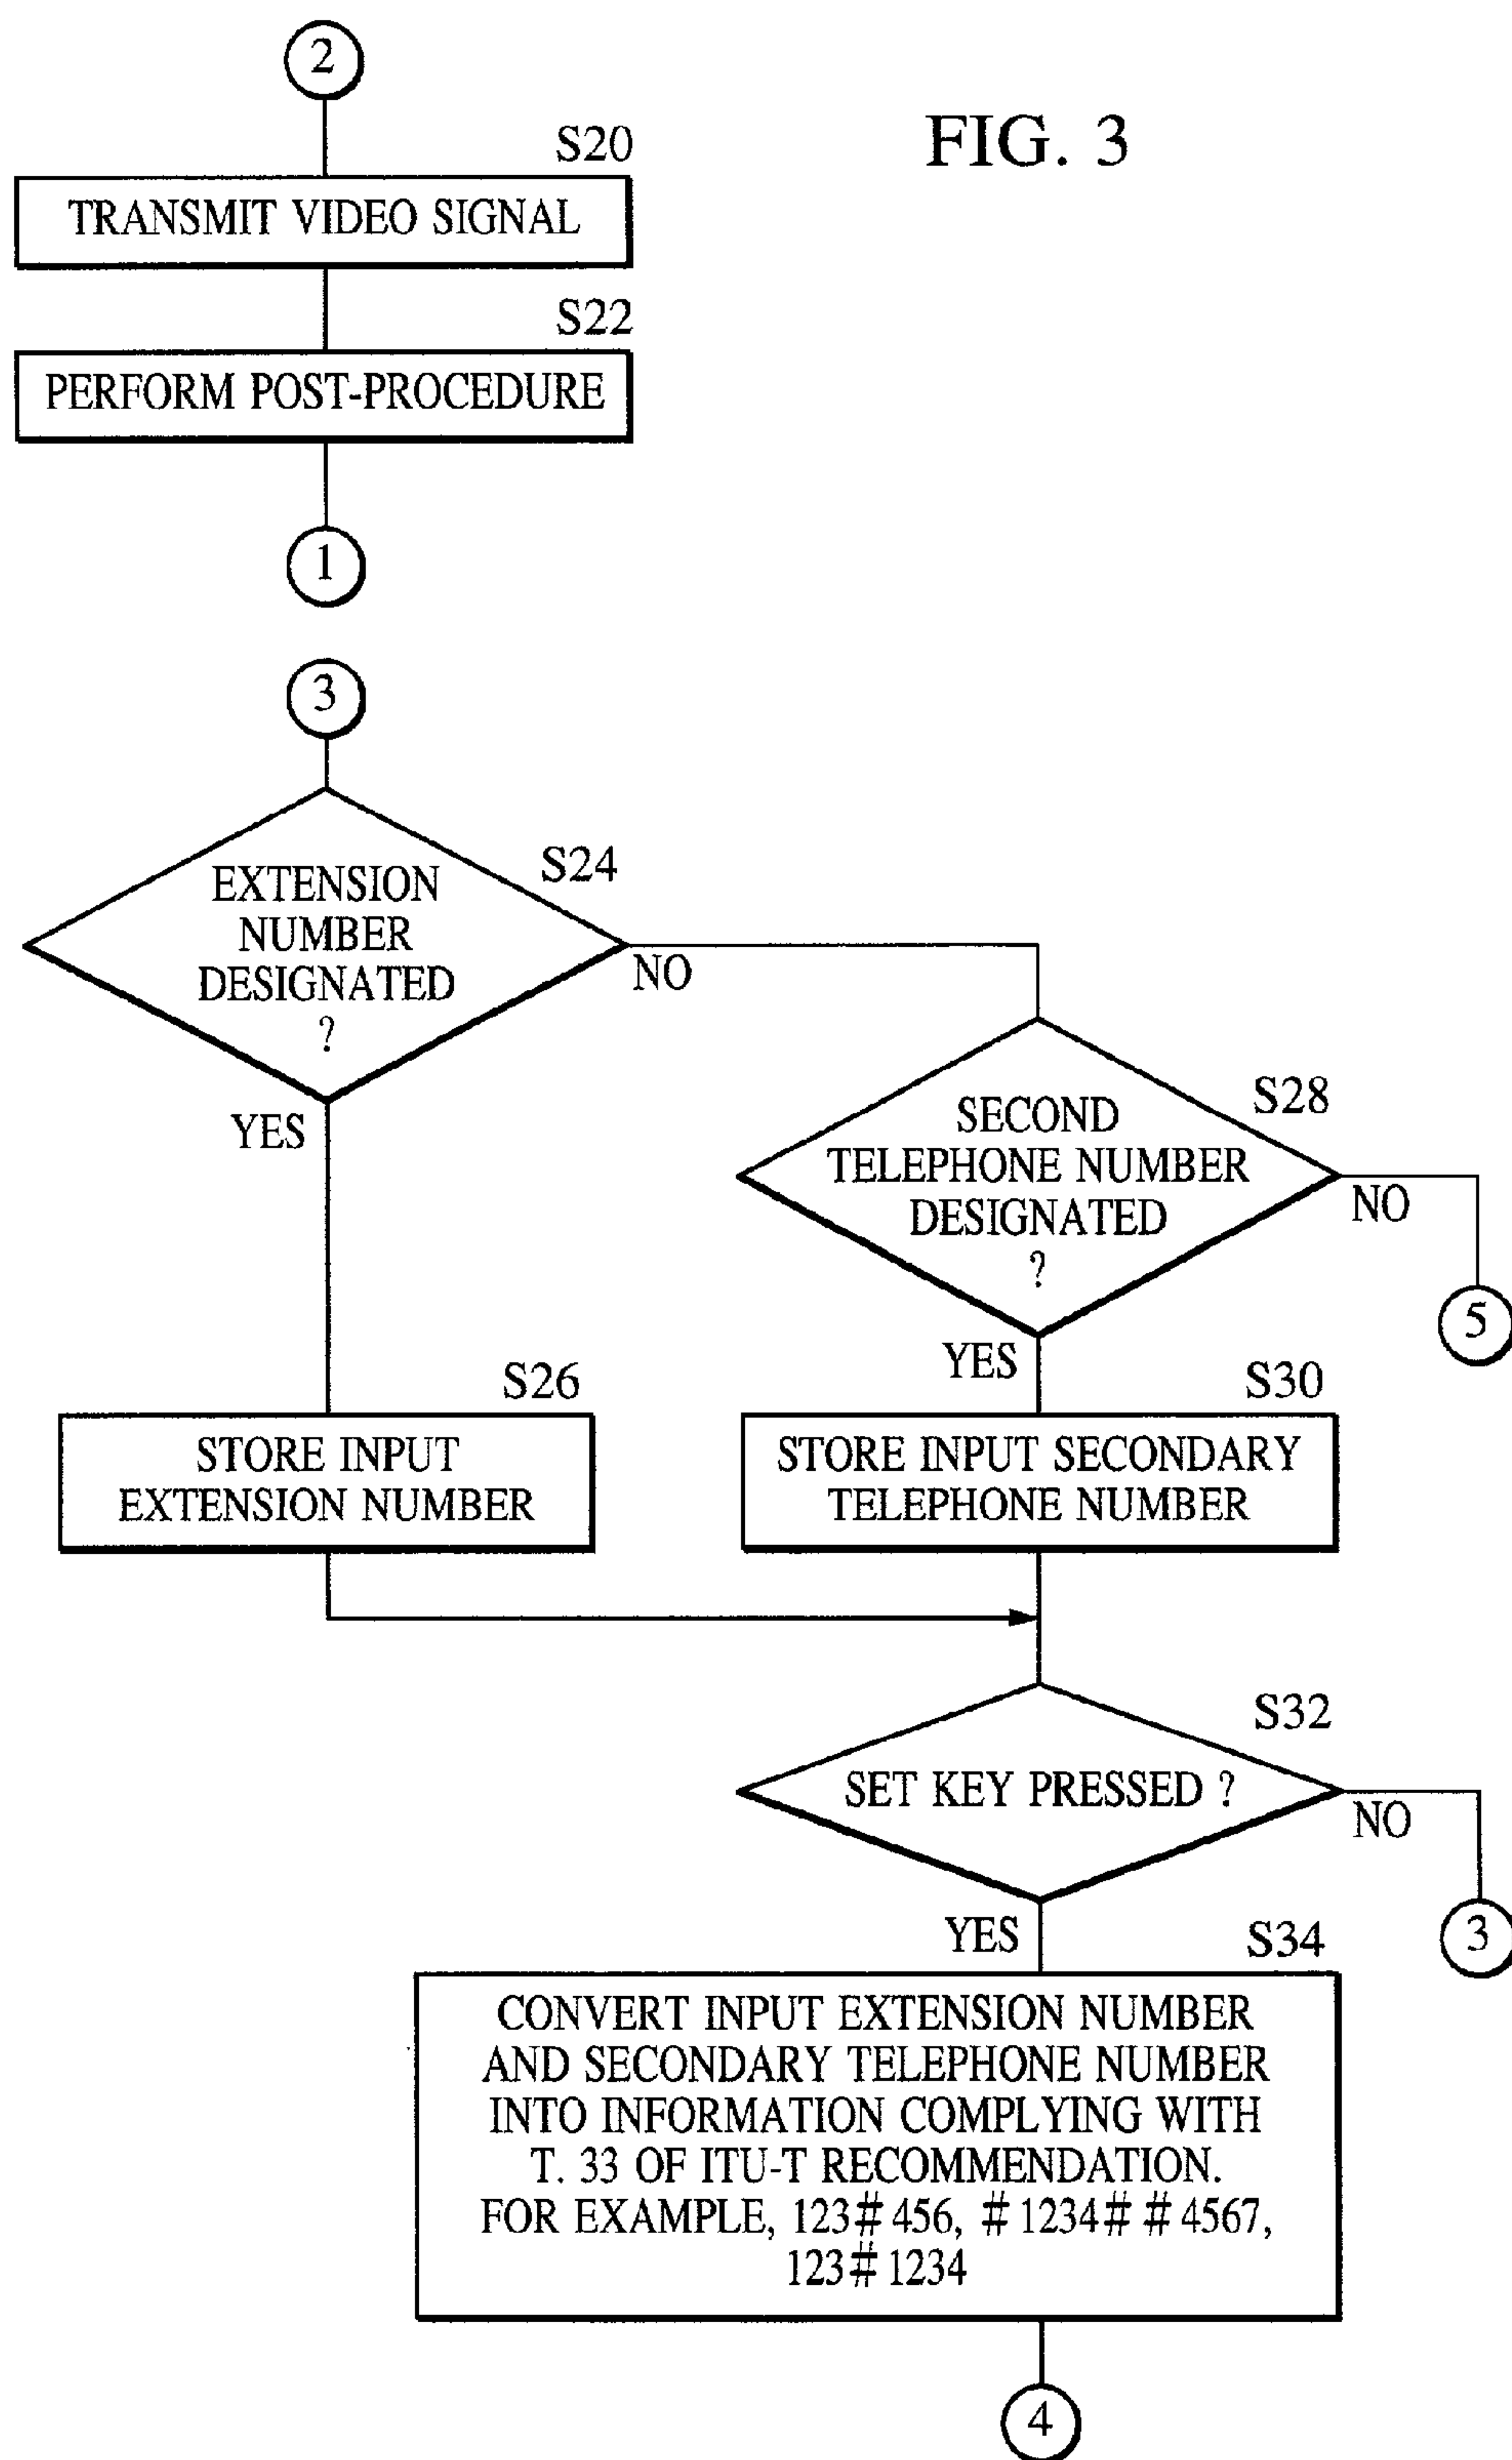 FIG. 3
2
S20
TRANSMIT VIDEO SIGNAL
S22
PERFORM POST-PROCEDURE
1
3
S24
EXTENSION
NUMBER
DESIGNATED
?
NO
YES
S28
SECOND
TELEPHONE NUMBER
DESIGNATED
?
NO
5
YES
S26
STORE INPUT
EXTENSION NUMBER
S30
STORE INPUT SECONDARY
TELEPHONE NUMBER
S32
SET KEY PRESSED ?
NO
3
YES
S34
CONVERT INPUT EXTENSION NUMBER
AND SECONDARY TELEPHONE NUMBER
INTO INFORMATION COMPLYING WITH
T. 33 OF ITU-T RECOMMENDATION.
FOR EXAMPLE, 123#456, #1234# #4567,
123#1234
4